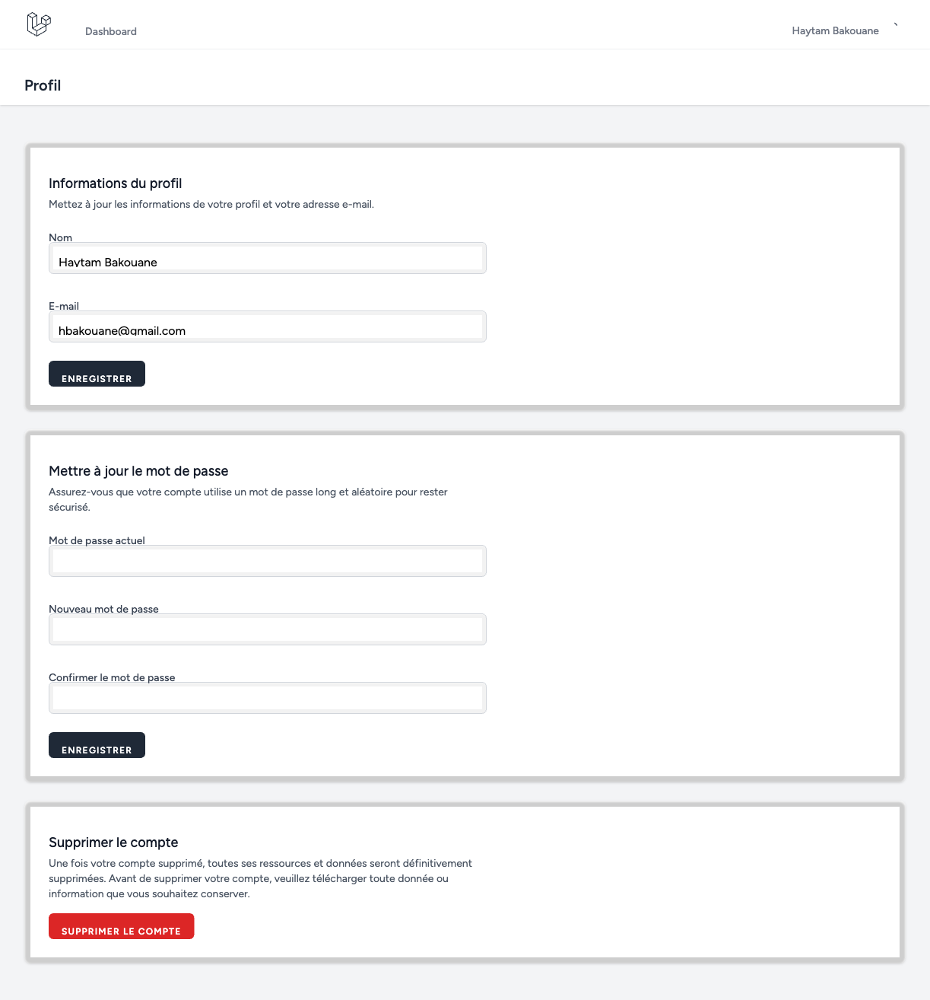 Dashboard
Haytam Bakouane
Profil
Informations du profil
Mettez à jour les informations de votre profil et votre adresse e-mail.
Nom
Haytam Bakouane
E-mail
hbakouane@gmail.com
ENREGISTRER
Mettre à jour le mot de passe
Assurez-vous que votre compte utilise un mot de passe long et aléatoire pour rester
sécurisé.
Mot de passe actuel
Nouveau mot de passe
Confirmer le mot de passe
ENREGISTRER
Supprimer le compte
Une fois votre compte supprimé, toutes ses ressources et données seront définitivement
supprimées. Avant de supprimer votre compte, veuillez télécharger toute donnée ou
information que vous souhaitez conserver.
SUPPRIMER LE COMPTE